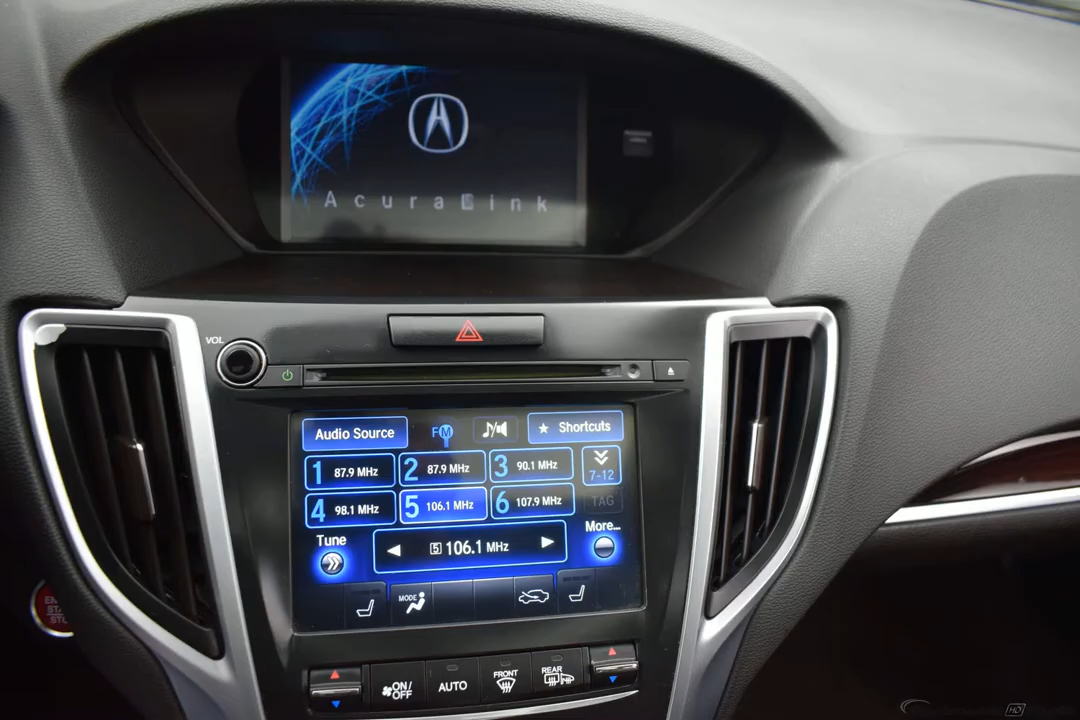 AcuraLink
VOL
Audio Source
FM
★ Shortcuts
1 87.9 MHz
2 87.9 MHz
3 90.1 MHz
7-12
4 98.1 MHz
5 106.1 MHz
6 107.9 MHz
TAG
Tune
5 106.1 MHz
More...
MODE
ON/
OFF
AUTO
FRONT
REAR
HD